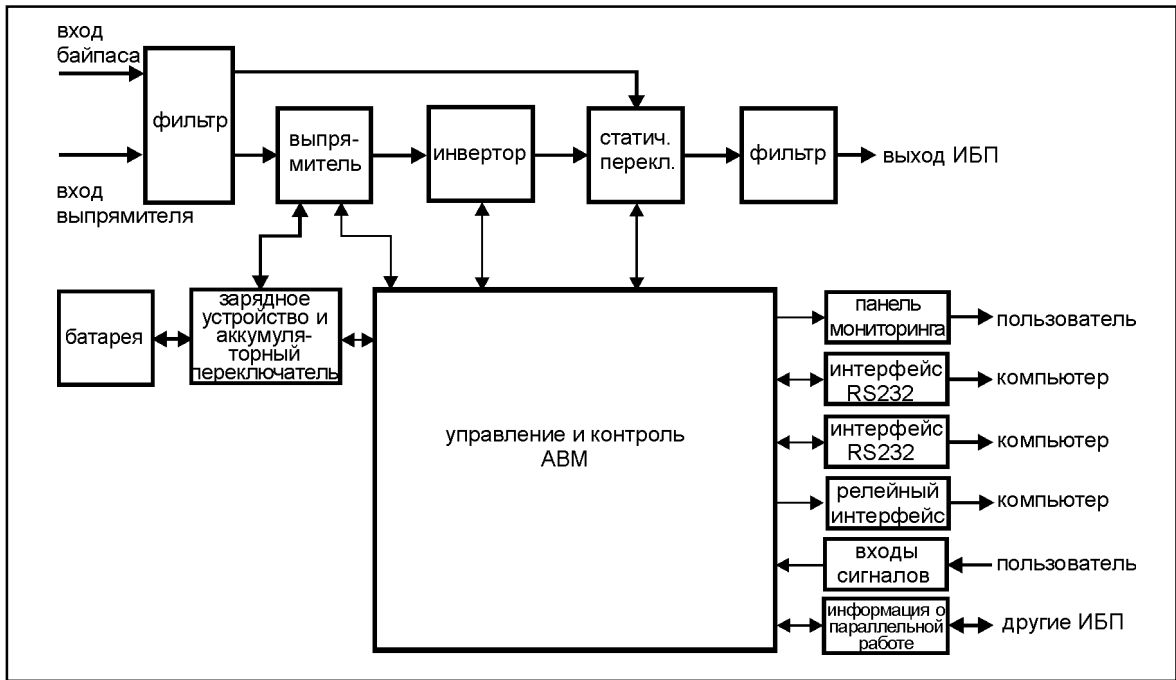 вход
байпаса
фильтр
вход
выпрямителя
выпря-
митель
инвертор
статич.
перекл.
фильтр
выход ИБП
батарея
зарядное
устройство и
аккумуля-
торный
переключатель
управление и контроль
АВМ
панель
мониторинга
пользователь
интерфейс
RS232
компьютер
интерфейс
RS232
компьютер
релейный
интерфейс
компьютер
входы
сигналов
пользователь
информация о
параллельной
работе
другие ИБП